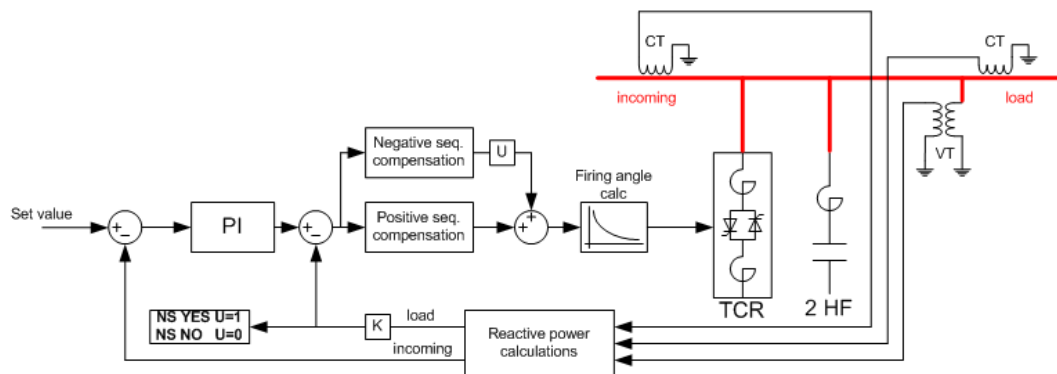 CT
CT
incoming
load
VT
Negative seq.
compensation
U
Firing angle
calc
Set value
+
–
PI
+
–
Positive seq.
compensation
+
+
TCR
2 HF
NS YES U=1
NS NO U=0
K
load
incoming
Reactive power
calculations